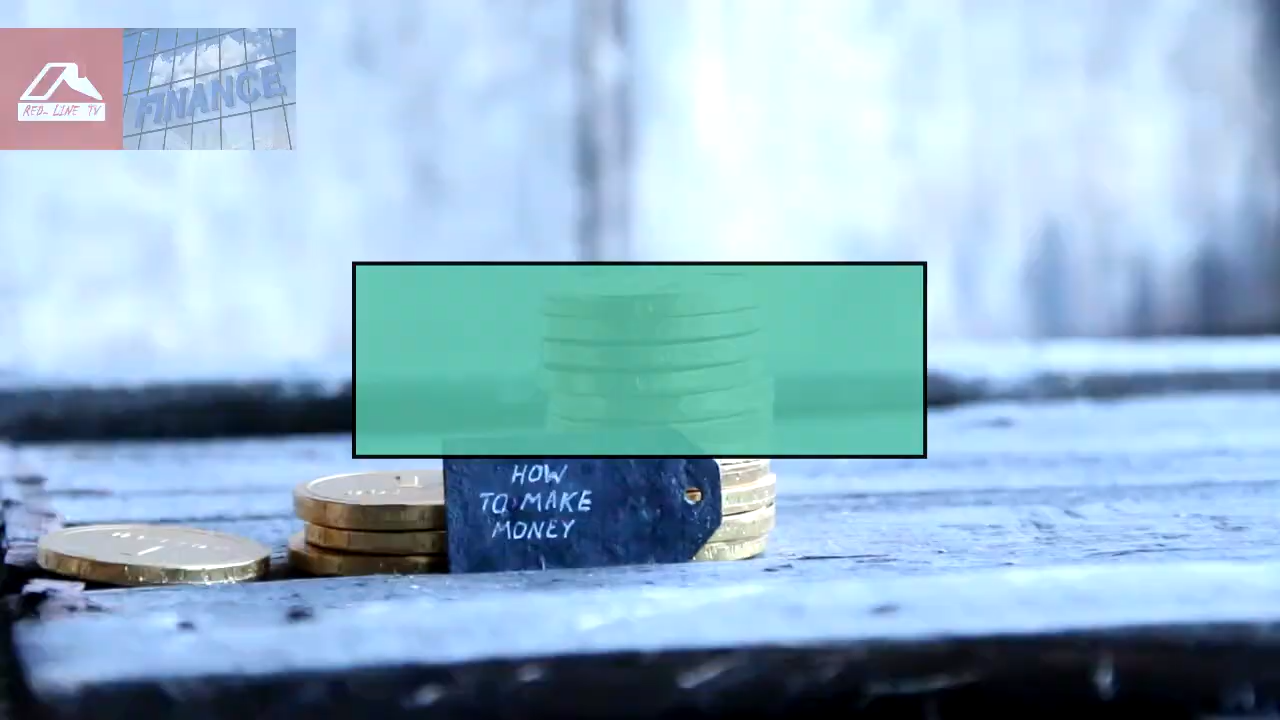 RED LINE TV
FINANCE
HOW
TO MAKE
MONEY